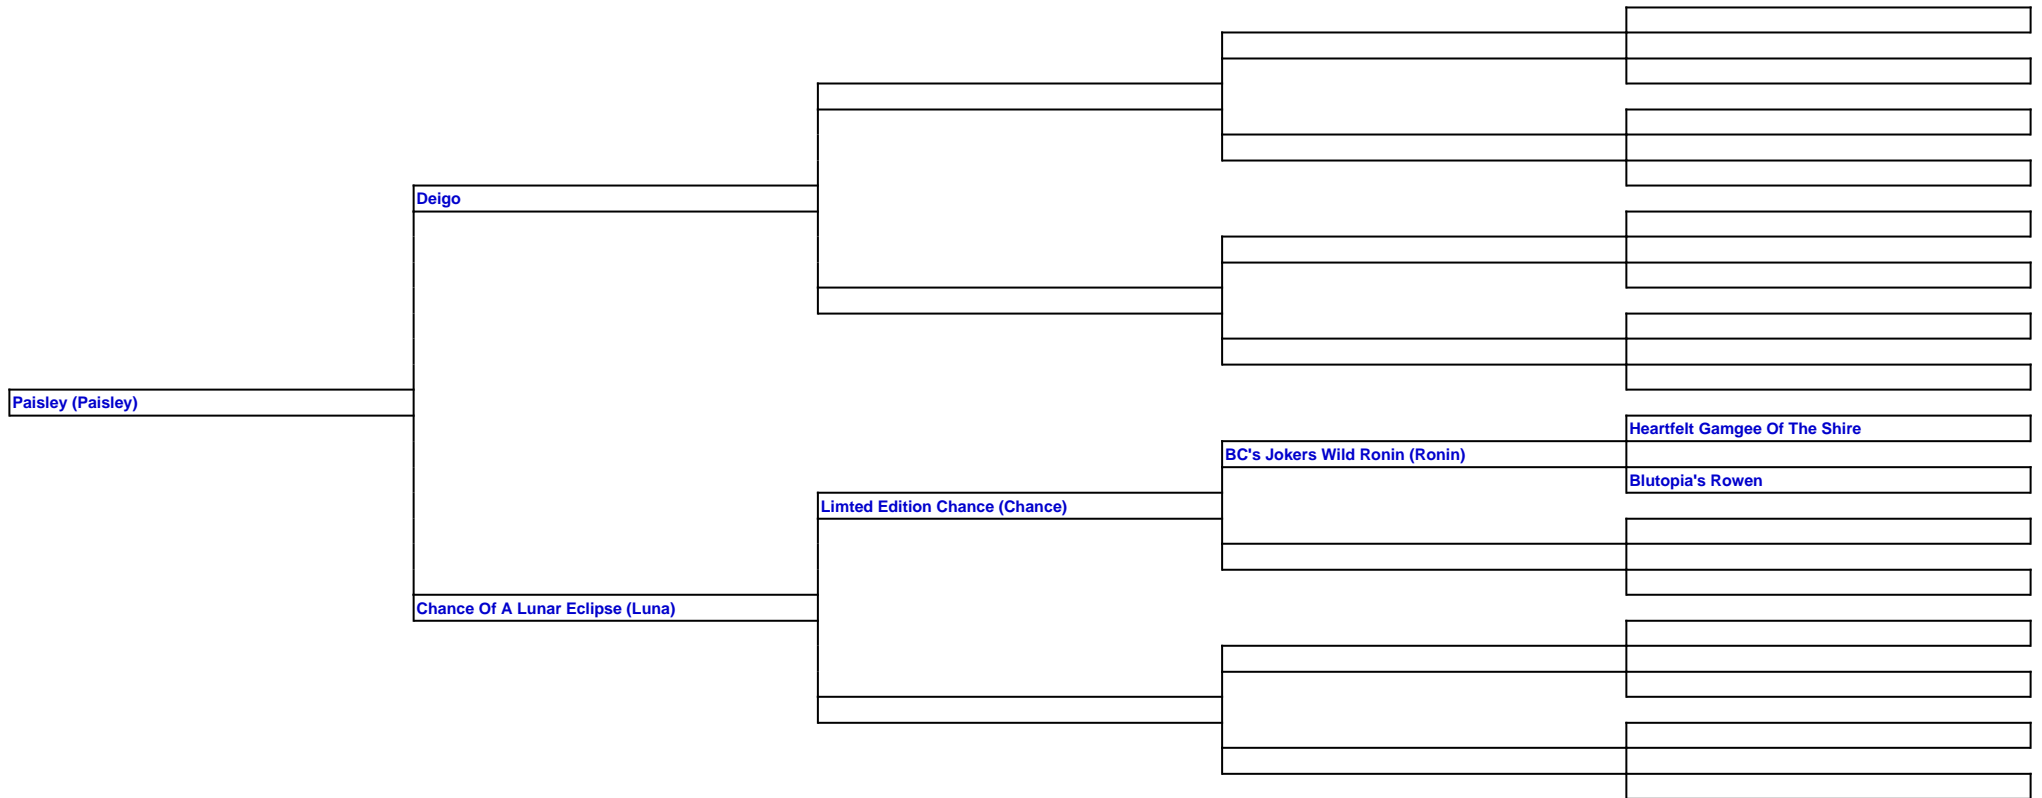 Deigo
Paisley (Paisley)
Heartfelt Gamgee Of The Shire
BC's Jokers Wild Ronin (Ronin)
Blutopia's Rowen
Limted Edition Chance (Chance)
Chance Of A Lunar Eclipse (Luna)